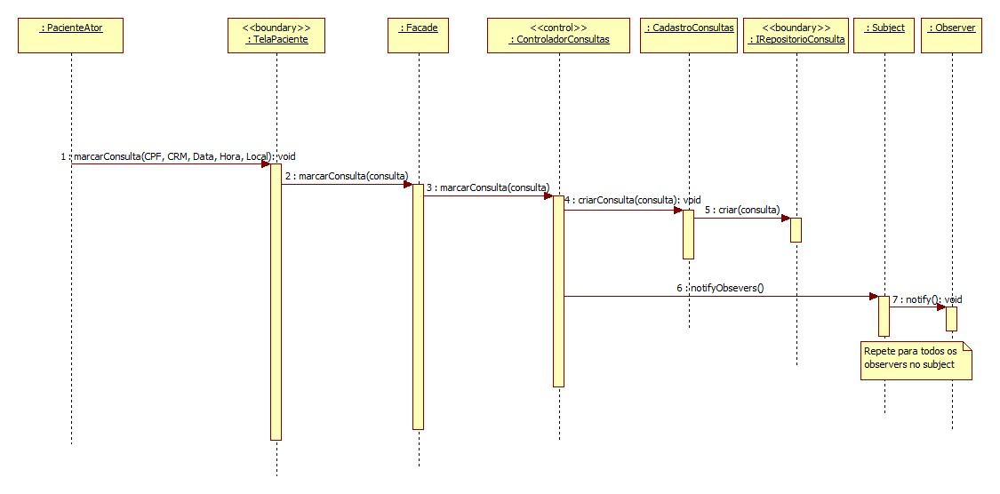 : PacienteAtor
<<boundary>>
: TelaPaciente
: Facade
<<control>>
: ControladorConsultas
: CadastroConsultas
<<boundary>>
: IRepositorioConsulta
: Subject
: Observer
1 : marcarConsulta(CPF, CRM, Data, Hora, Local): void
2 : marcarConsulta(consulta)
3 : marcarConsulta(consulta)
4 : criarConsulta(consulta): void
5 : criar(consulta)
6 : notifyObsevers()
7 : notify(): void
Repete para todos os
observers no subject